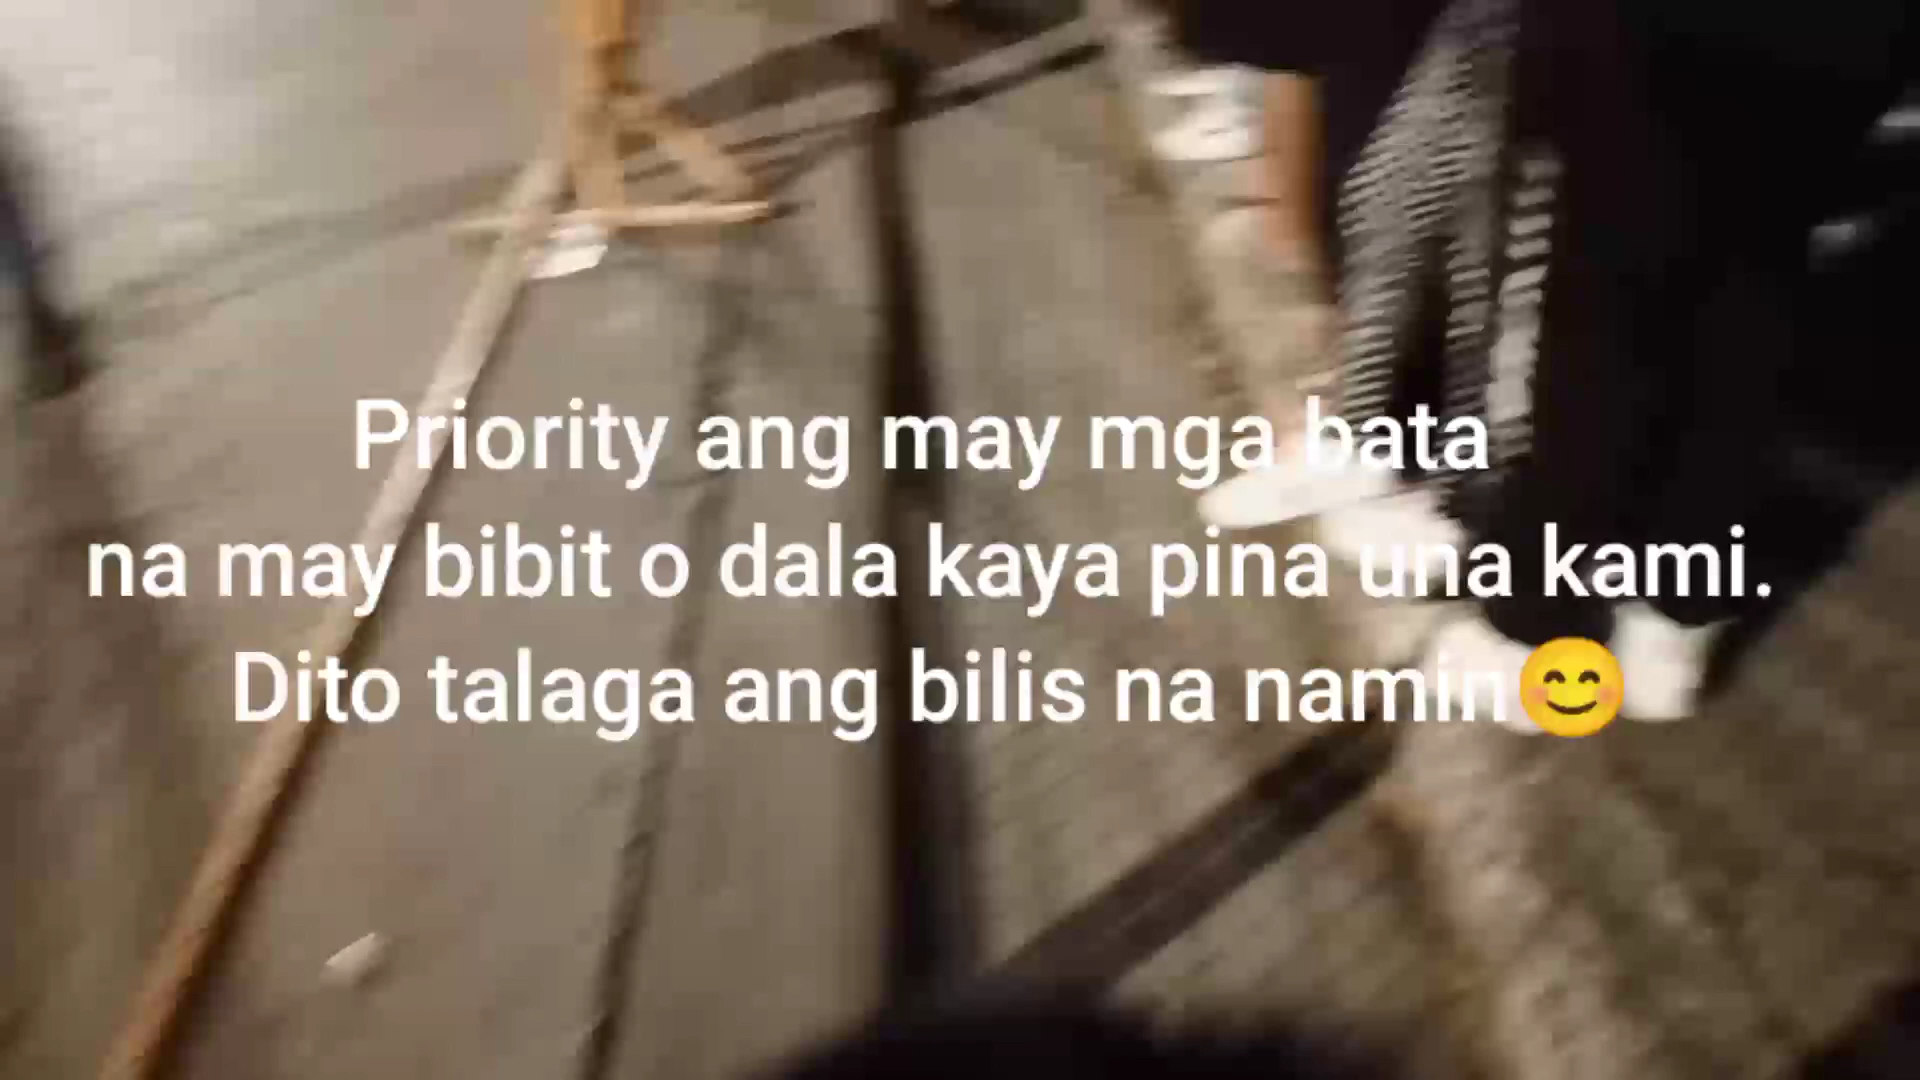 Priority ang may mga bata
na may bibit o dala kaya pina una kami.
Dito talaga ang bilis na namin😊